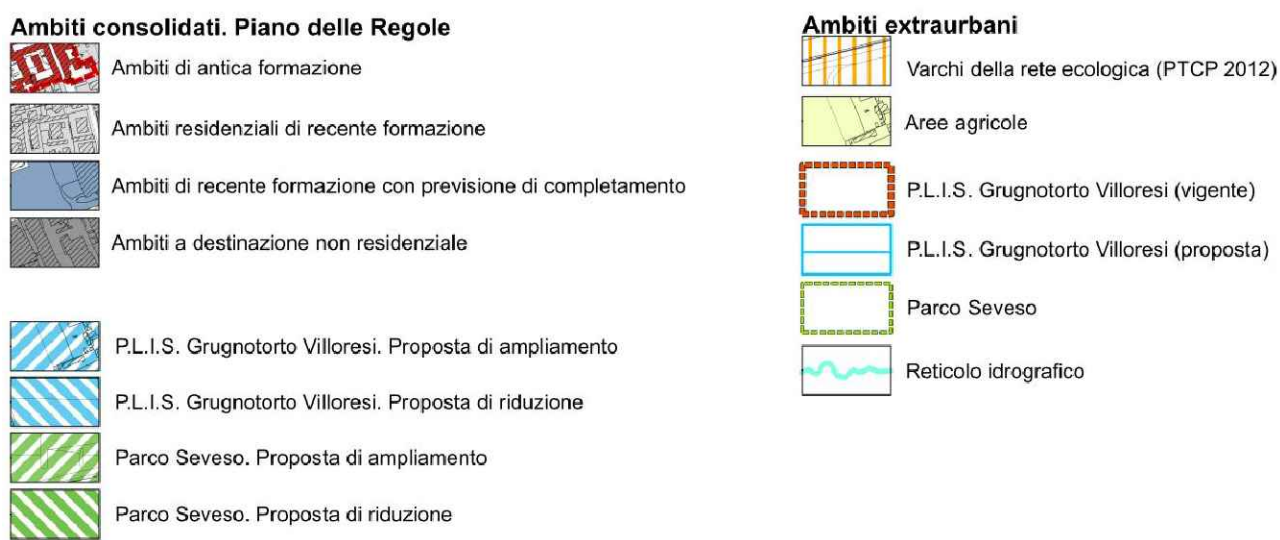 Ambiti consolidati. Piano delle Regole
Ambiti di antica formazione
Ambiti residenziali di recente formazione
Ambiti di recente formazione con previsione di completamento
Ambiti a destinazione non residenziale
P.L.I.S. Grugnotorto Villoresi. Proposta di ampliamento
P.L.I.S. Grugnotorto Villoresi. Proposta di riduzione
Parco Seveso. Proposta di ampliamento
Parco Seveso. Proposta di riduzione
Ambiti extraurbani
Varchi della rete ecologica (PTCP 2012)
Aree agricole
P.L.I.S. Grugnotorto Villoresi (vigente)
P.L.I.S. Grugnotorto Villoresi (proposta)
Parco Seveso
Reticolo idrografico